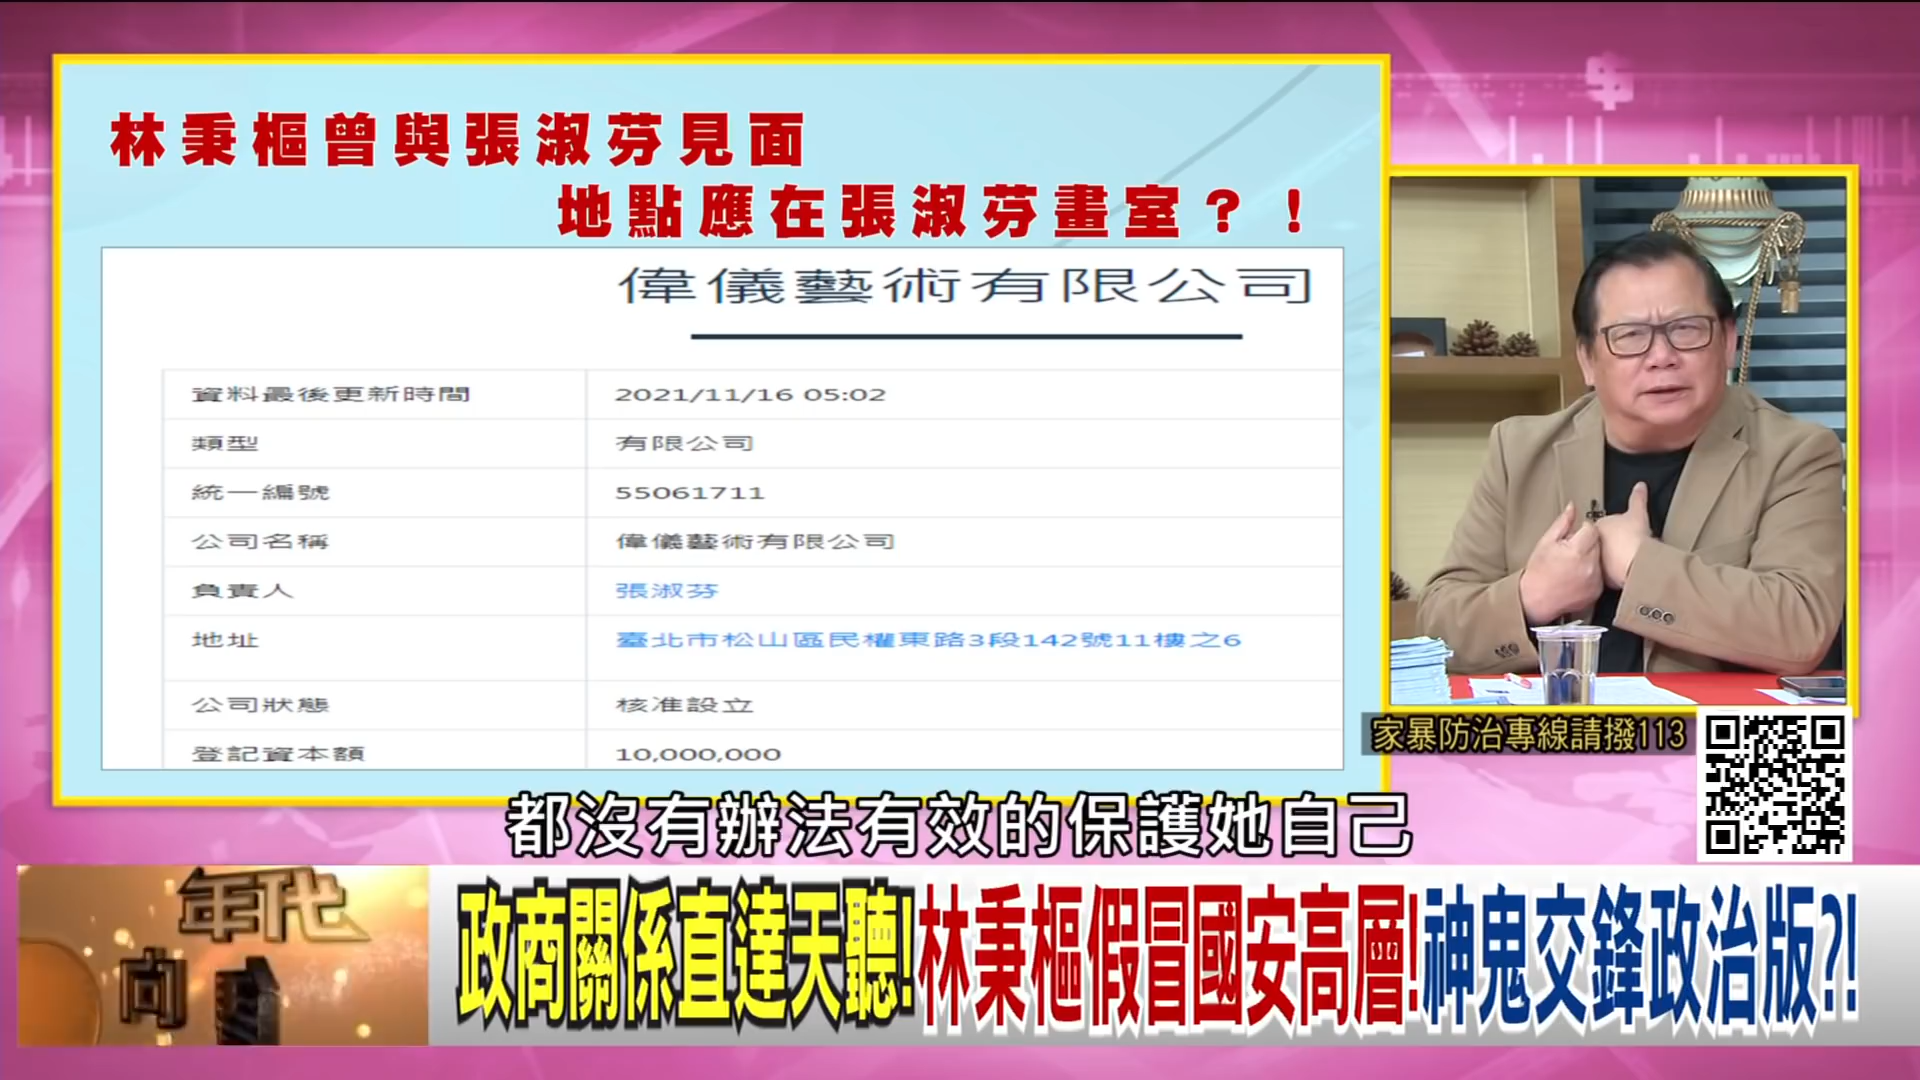 林秉樞曾與張淑芬見面
地點應在張淑芬畫室？！
偉儀藝術有限公司
資料最後更新時間 2021/11/16 05:02
類型 有限公司
統一編號 55061711
公司名稱 偉儀藝術有限公司
負責人 張淑芬
地址 臺北市松山區民權東路3段142號11樓之6
公司狀態 核准設立
登記資本額 10,000,000
家暴防治專線請撥113
都沒有辦法有效的保護她自己
年代
向
政商關係直達天聽!林秉樞假冒國安高層!神鬼交鋒政治版?!